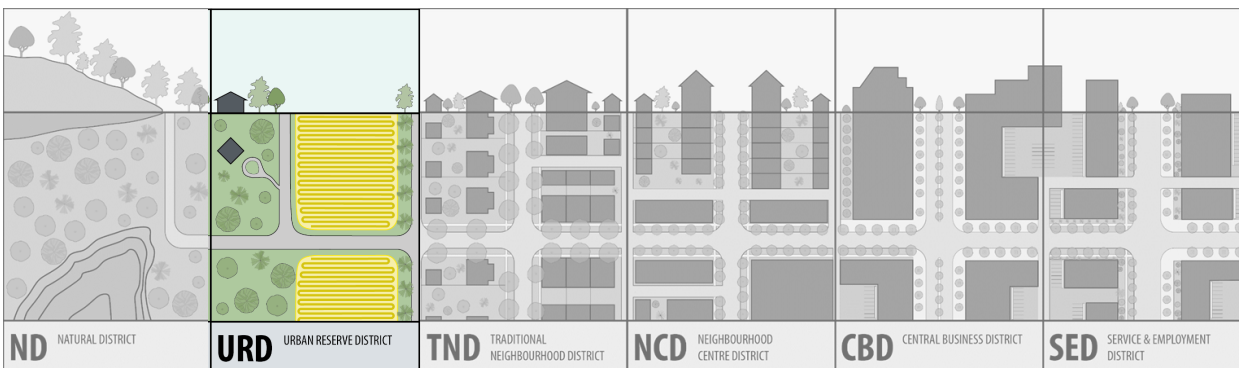 ND NATURAL DISTRICT
URD URBAN RESERVE DISTRICT
TND TRADITIONAL
NEIGHBOURHOOD DISTRICT
NCD NEIGHBOURHOOD
CENTRE DISTRICT
CBD CENTRAL BUSINESS DISTRICT
SED SERVICE & EMPLOYMENT
DISTRICT